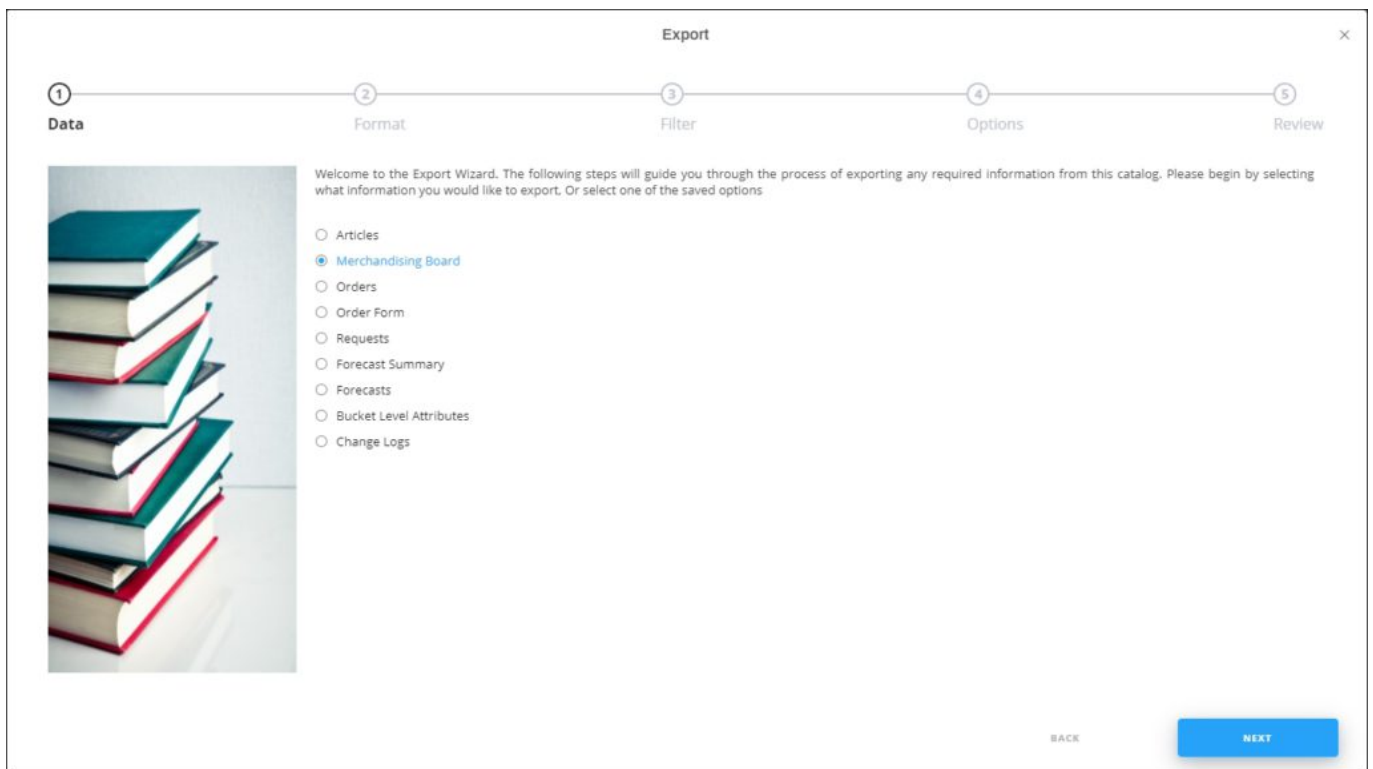 Export
1
2
3
4
5
Data
Format
Filter
Options
Review
Welcome to the Export Wizard. The following steps will guide you through the process of exporting any required information from this catalog. Please begin by selecting
what information you would like to export. Or select one of the saved options
Articles
Merchandising Board
Orders
Order Form
Requests
Forecast Summary
Forecasts
Bucket Level Attributes
Change Logs
BACK
NEXT